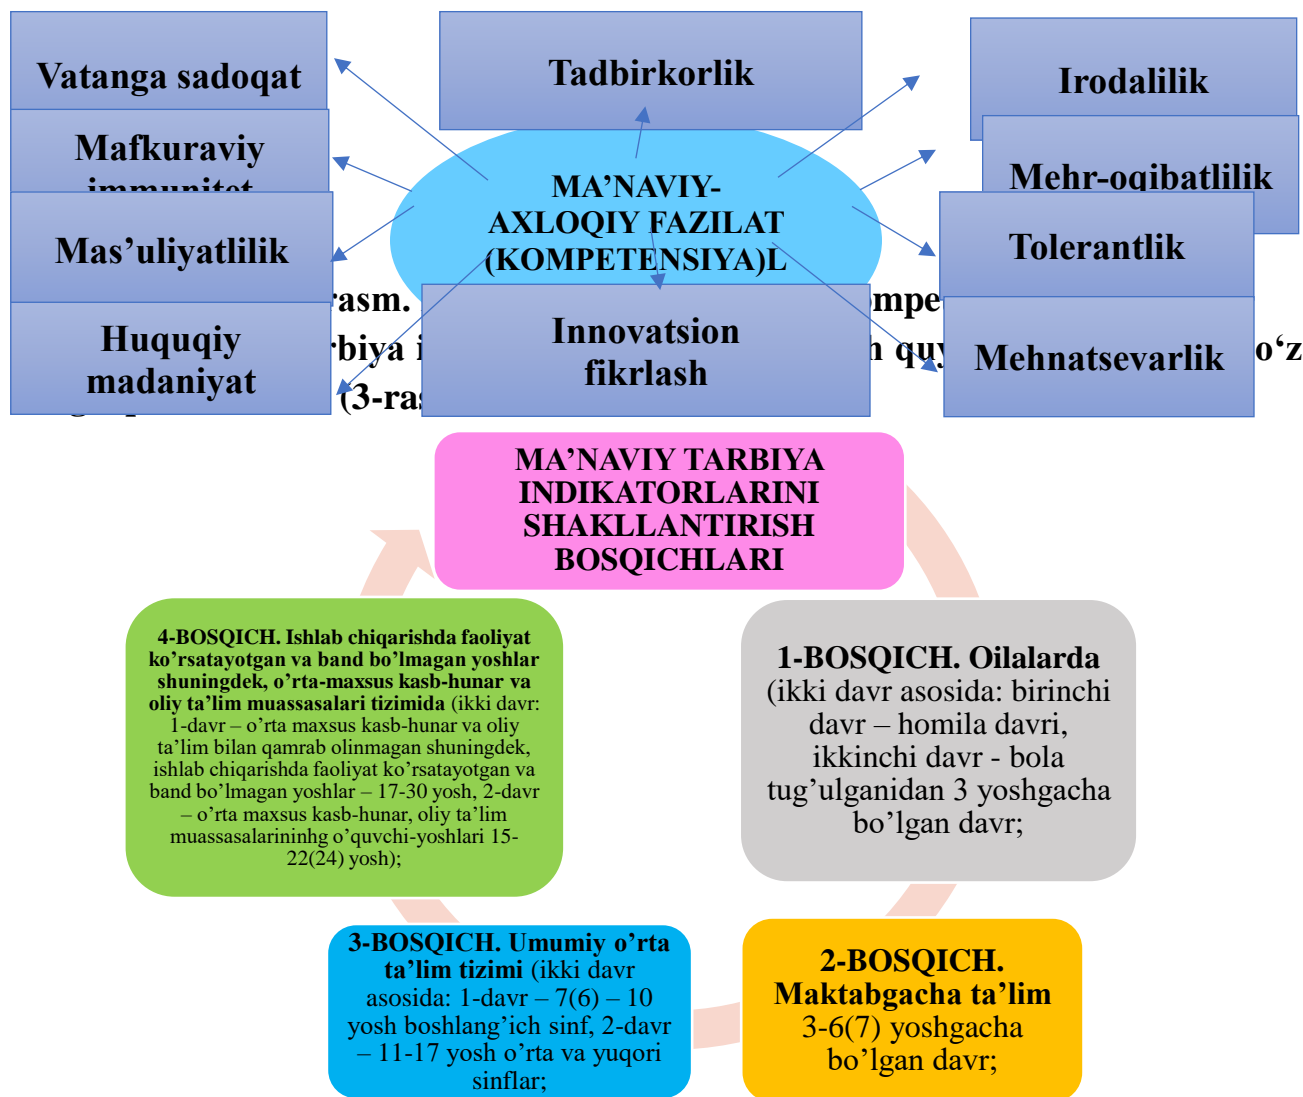 Vatanga sadoqat
Mafkuraviy
immunitet
Mas’uliyatlilik
Huquqiy
madaniyat
Tadbirkorlik
MA’NAVIY-
AXLOQIY FAZILAT
(KOMPETENSIYA)L
Innovatsion
fikrlash
Irodalilik
Mehr-oqibatlilik
Tolerantlik
Mehnatsevarlik
rasm.
o‘z
MA’NAVIY TARBIYA
INDIKATORLARINI
SHAKLLANTIRISH
BOSQICHLARI
1-BOSQICH. Oilalarda
(ikki davr asosida: birinchi
davr – homila davri,
ikkinchi davr - bola
tug’ulganidan 3 yoshgacha
bo’lgan davr;
2-BOSQICH.
Maktabgacha ta’lim
3-6(7) yoshgacha
bo’lgan davr;
3-BOSQICH. Umumiy o’rta
ta’lim tizimi (ikki davr
asosida: 1-davr – 7(6) – 10
yosh boshlang’ich sinf, 2-davr
– 11-17 yosh o’rta va yuqori
sinflar;
4-BOSQICH. Ishlab chiqarishda faoliyat
ko’rsatayotgan va band bo’lmagan yoshlar
shuningdek, o’rta-maxsus kasb-hunar va
oliy ta’lim muassasalari tizimida (ikki davr:
1-davr – o’rta maxsus kasb-hunar va oliy
ta’lim bilan qamrab olinmagan shuningdek,
ishlab chiqarishda faoliyat ko’rsatayotgan va
band bo’lmagan yoshlar – 17-30 yosh, 2-davr
– o’rta maxsus kasb-hunar, oliy ta’lim
muassasalarininhg o’quvchi-yoshlari 15-
22(24) yosh);